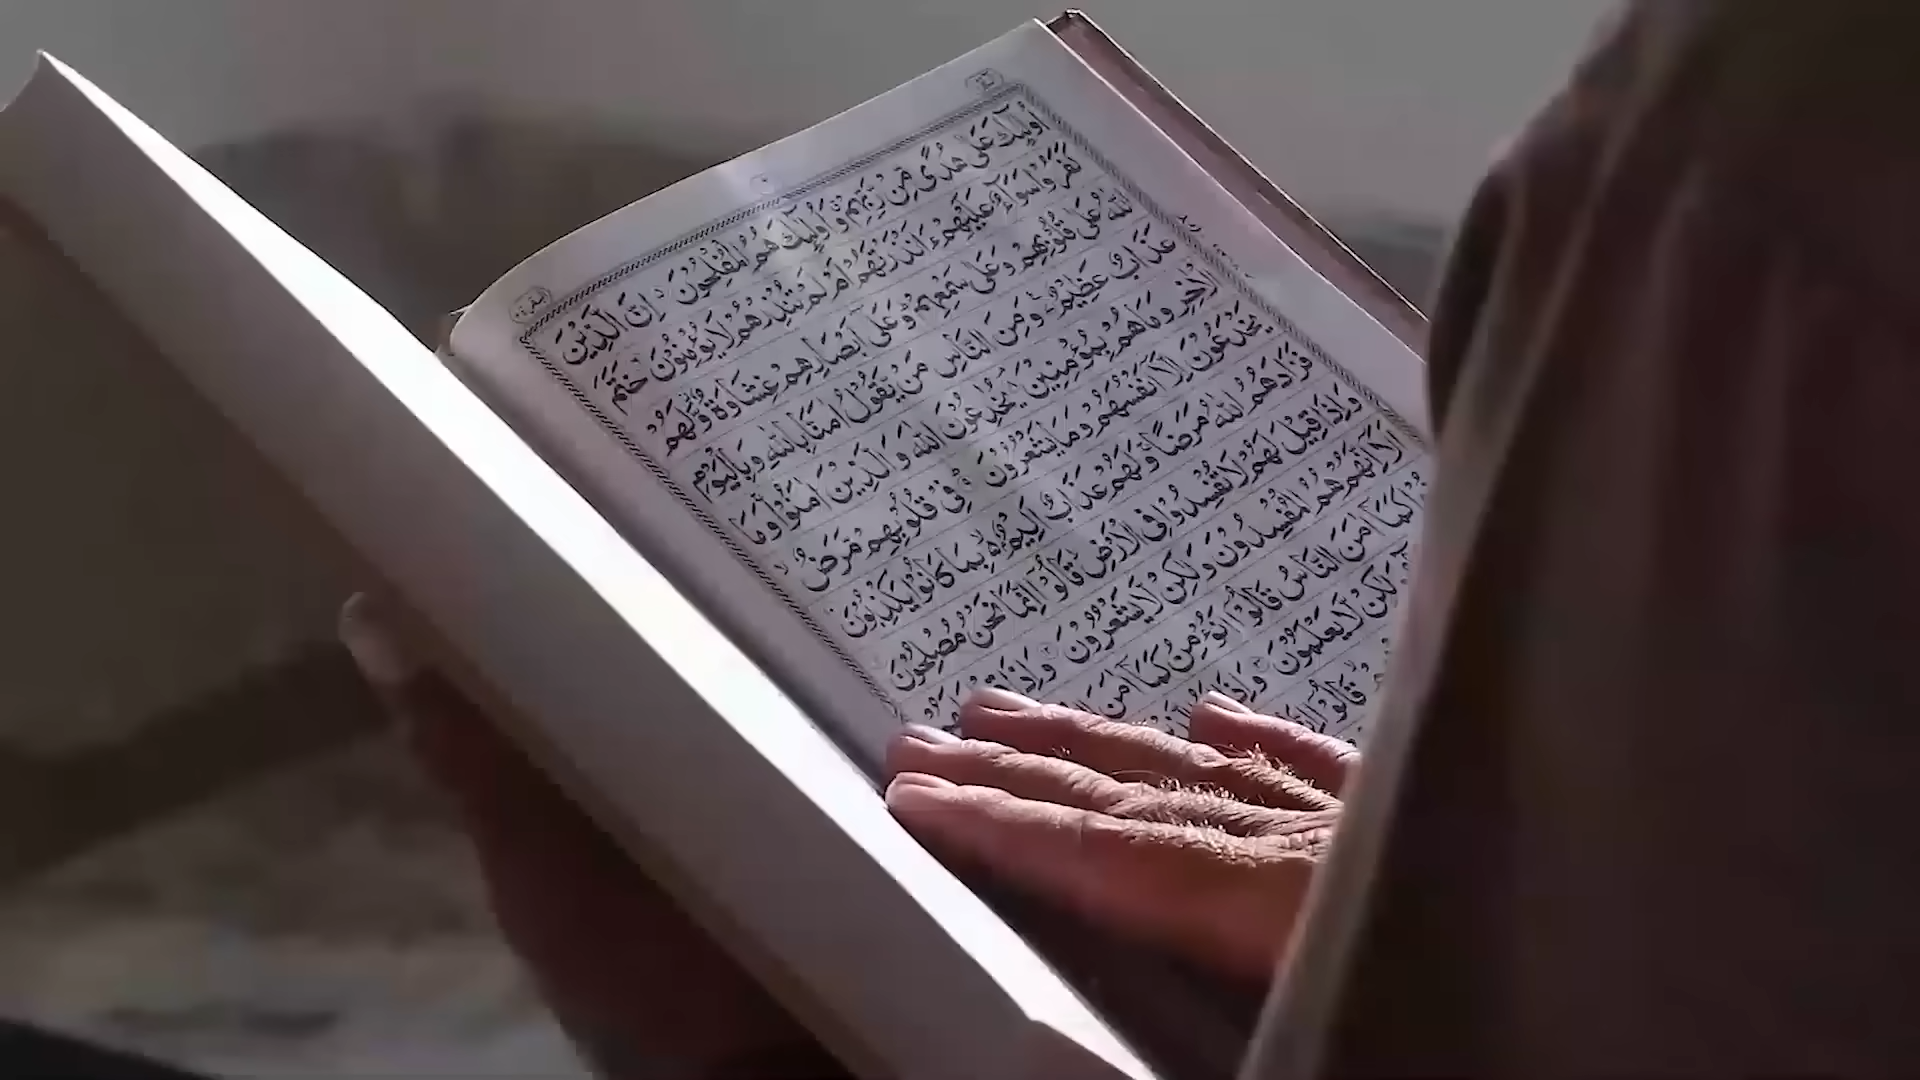 اُولٰٓئِكَ عَلٰى هُدًى مِّنْ رَّبِّهِمْ وَاُولٰٓئِكَ هُمُ الْمُفْلِحُوْنَ اِنَّ الَّذِيْنَ
كَفَرُوْا سَوَآءٌ عَلَيْهِمْ ءَاَنْذَرْتَهُمْ اَمْ لَمْ تُنْذِرْهُمْ لَا يُؤْمِنُوْنَ خَتَمَ
اللّٰهُ عَلٰى قُلُوْبِهِمْ وَعَلٰى سَمْعِهِمْ وَعَلٰٓى اَبْصَارِهِمْ غِشَاوَةٌ وَّلَهُمْ
عَذَابٌ عَظِيْمٌ وَمِنَ النَّاسِ مَنْ يَّقُوْلُ اٰمَنَّا بِاللّٰهِ وَبِالْيَوْمِ
الْاٰخِرِ وَمَا هُمْ بِمُؤْمِنِيْنَ يُخٰدِعُوْنَ اللّٰهَ وَالَّذِيْنَ اٰمَنُوْا وَمَا
يَخْدَعُوْنَ اِلَّآ اَنْفُسَهُمْ وَمَا يَشْعُرُوْنَ فِيْ قُلُوْبِهِمْ مَّرَضٌ
فَزَادَهُمُ اللّٰهُ مَرَضًا وَلَهُمْ عَذَابٌ اَلِيْمٌ بِمَا كَانُوْا يَكْذِبُوْنَ
وَاِذَا قِيْلَ لَهُمْ لَا تُفْسِدُوْا فِى الْاَرْضِ قَالُوْٓا اِنَّمَا نَحْنُ مُصْلِحُوْنَ
اَلَآ اِنَّهُمْ هُمُ الْمُفْسِدُوْنَ وَلٰكِنْ لَّا يَشْعُرُوْنَ وَاِذَا
كَمَآ اٰمَنَ النَّاسُ قَالُوْٓا اَنُؤْمِنُ كَمَآ اٰمَنَ
لٰكِنْ لَّا يَعْلَمُوْنَ وَاِذَا
قَالُوْٓا